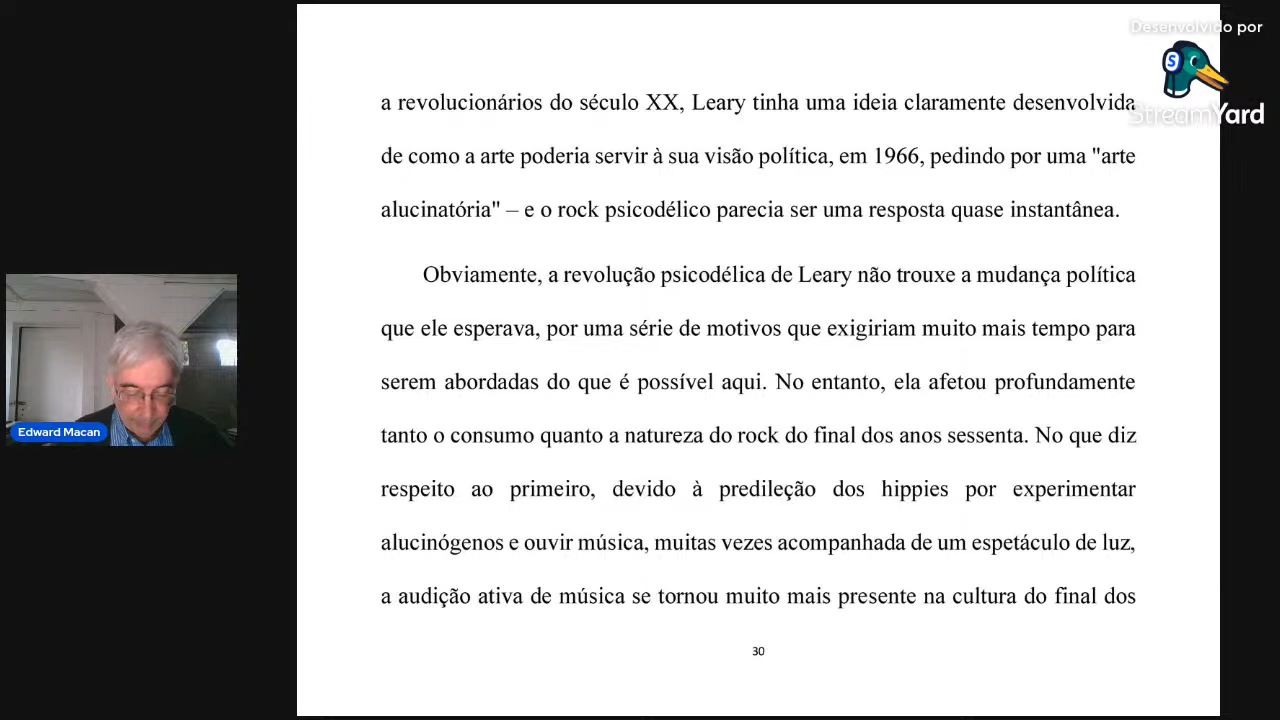 Desenvolvido por
StreamYard
a revolucionários do século XX, Leary tinha uma ideia claramente desenvolvida
de como a arte poderia servir à sua visão política, em 1966, pedindo por uma "arte
alucinatória" – e o rock psicodélico parecia ser uma resposta quase instantânea.
Obviamente, a revolução psicodélica de Leary não trouxe a mudança política
que ele esperava, por uma série de motivos que exigiriam muito mais tempo para
serem abordadas do que é possível aqui. No entanto, ela afetou profundamente
tanto o consumo quanto a natureza do rock do final dos anos sessenta. No que diz
respeito ao primeiro, devido à predileção dos hippies por experimentar
alucinógenos e ouvir música, muitas vezes acompanhada de um espetáculo de luz,
a audição ativa de música se tornou muito mais presente na cultura do final dos
30
Edward Macan